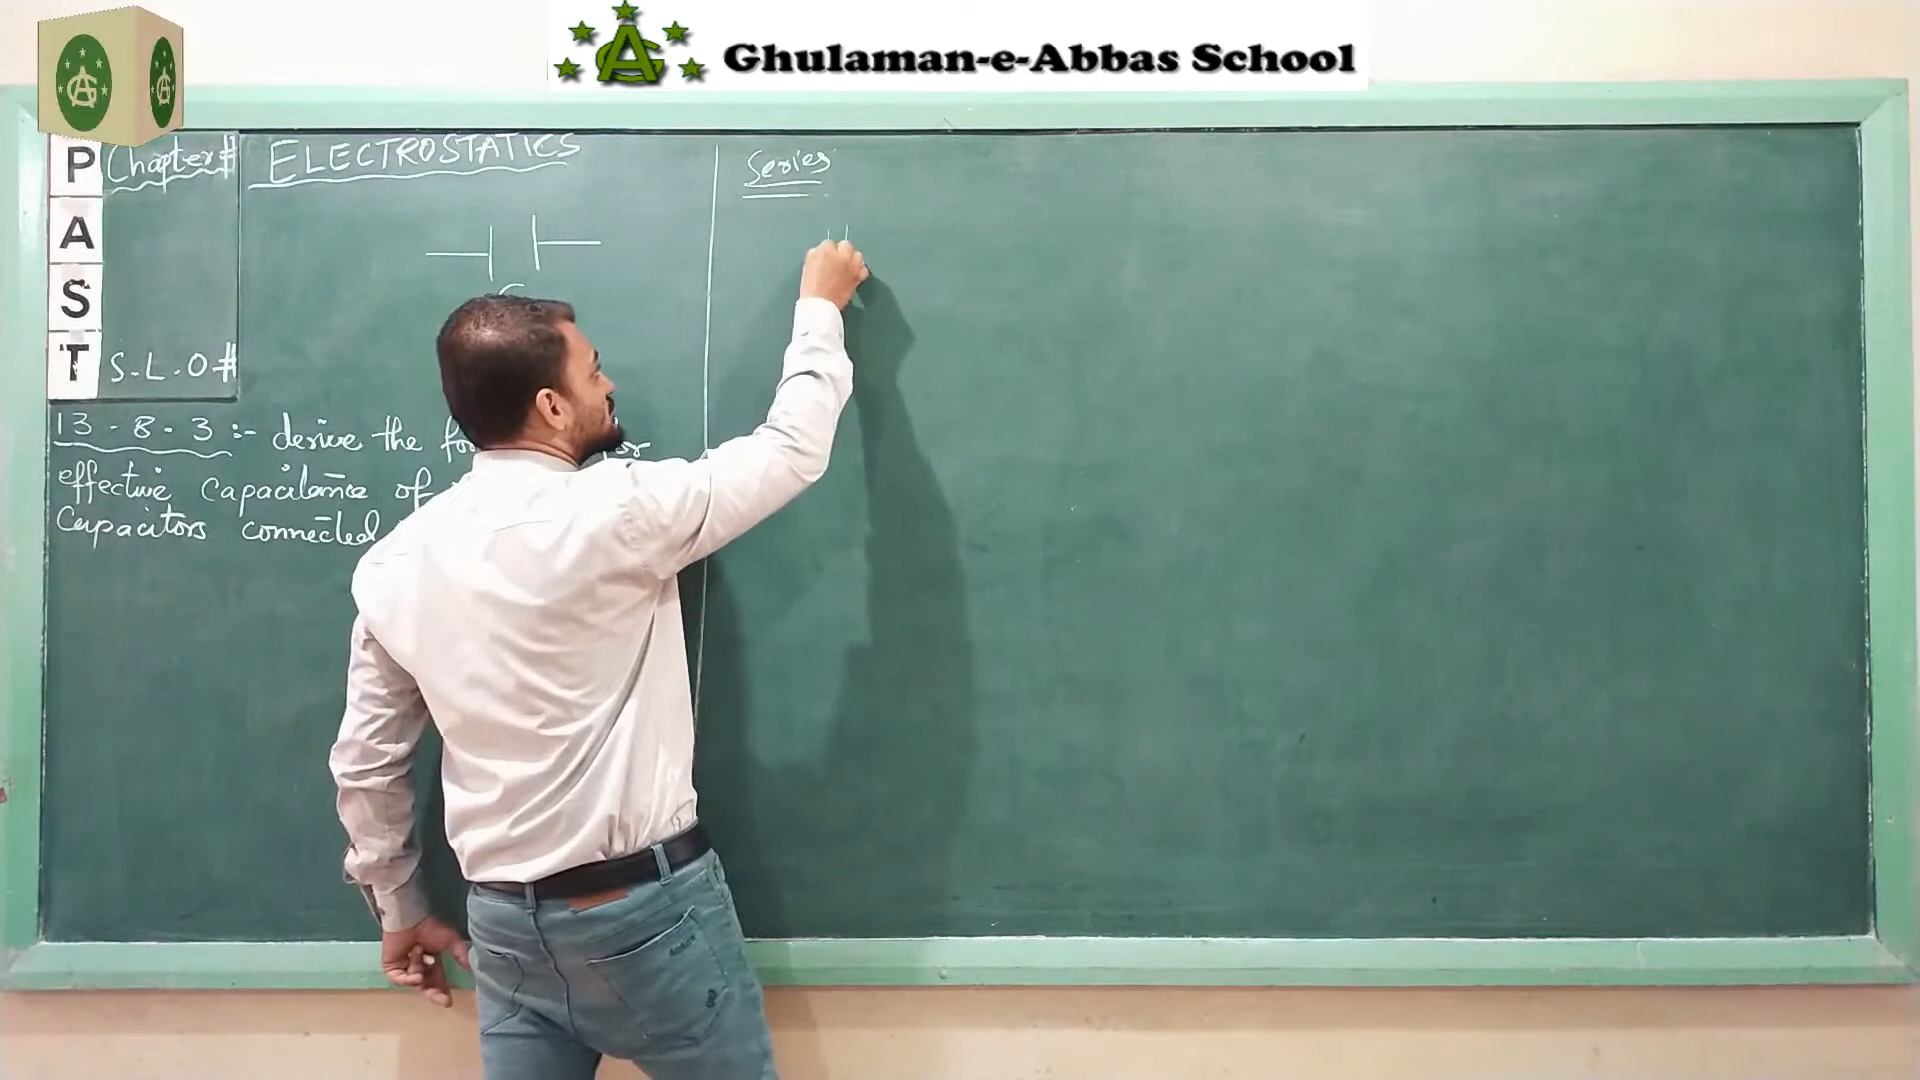 Ghulaman-e-Abbas School
P
A
S
T
Chapter#
ELECTROSTATICS
Series
S.L.O#
13-8-3:- derive the
effective capacitance of
Capacitors connected